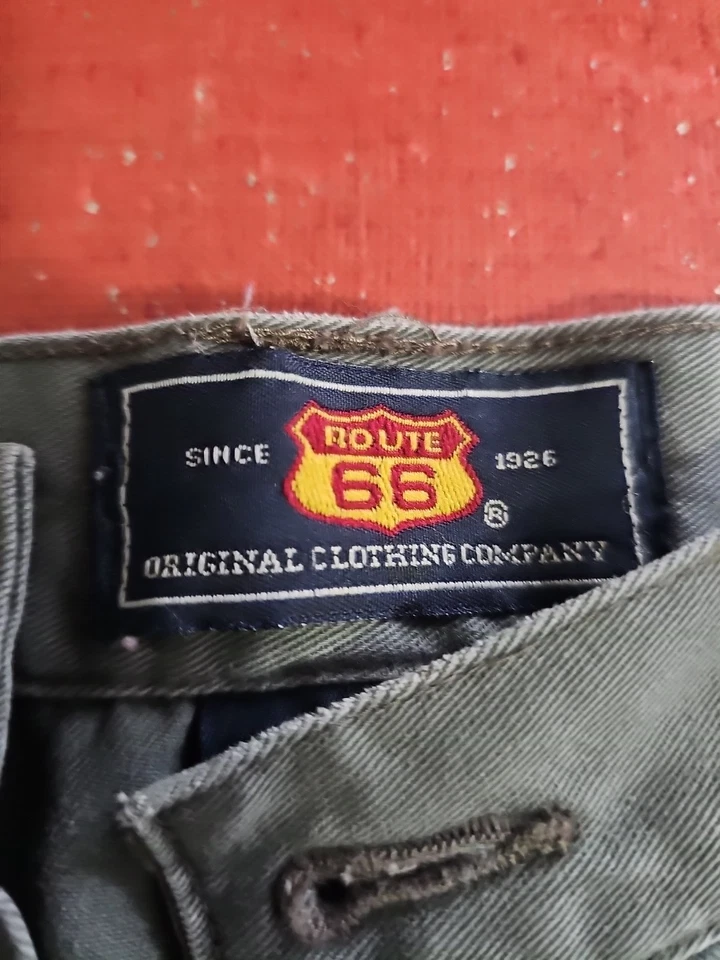 SINCE ROUTE 66 1926
®
ORIGINAL CLOTHING COMPANY